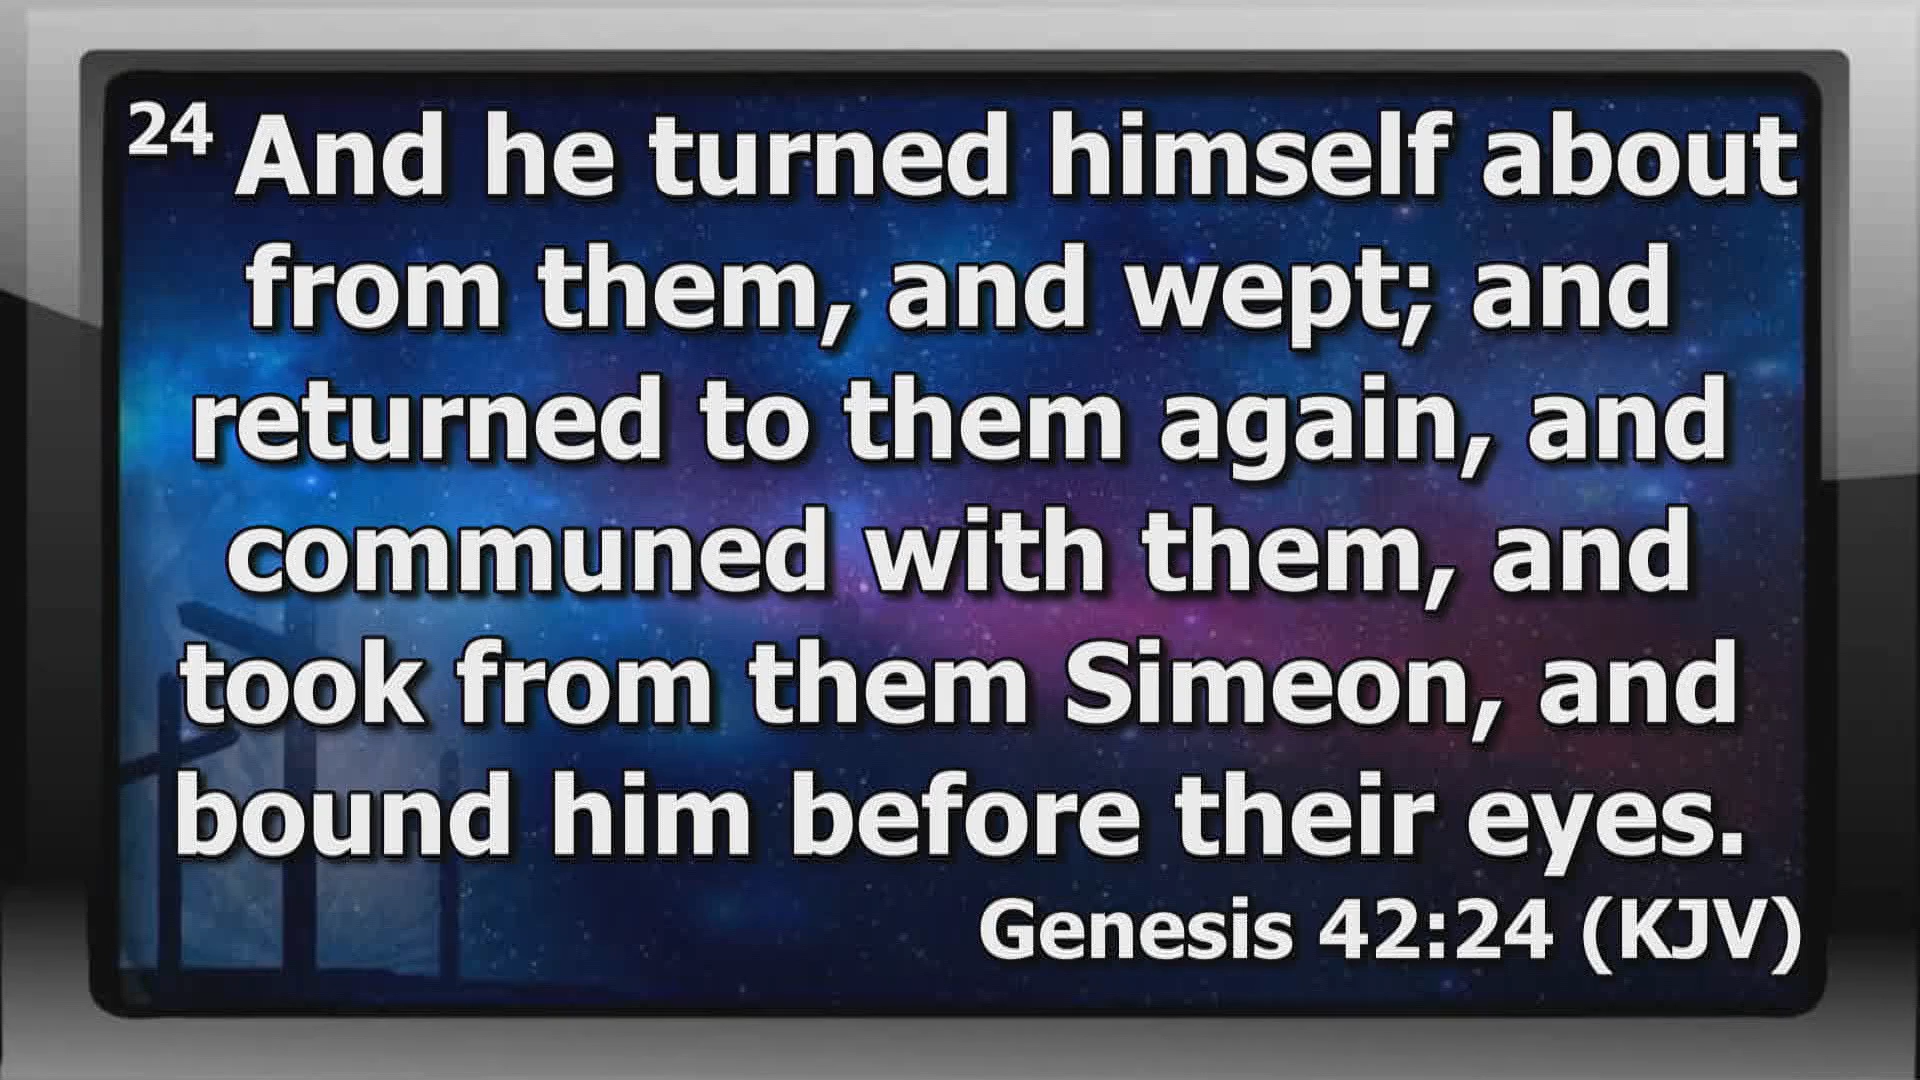 24 And he turned himself about
from them, and wept; and
returned to them again, and
communed with them, and
took from them Simeon, and
bound him before their eyes.
Genesis 42:24 (KJV)